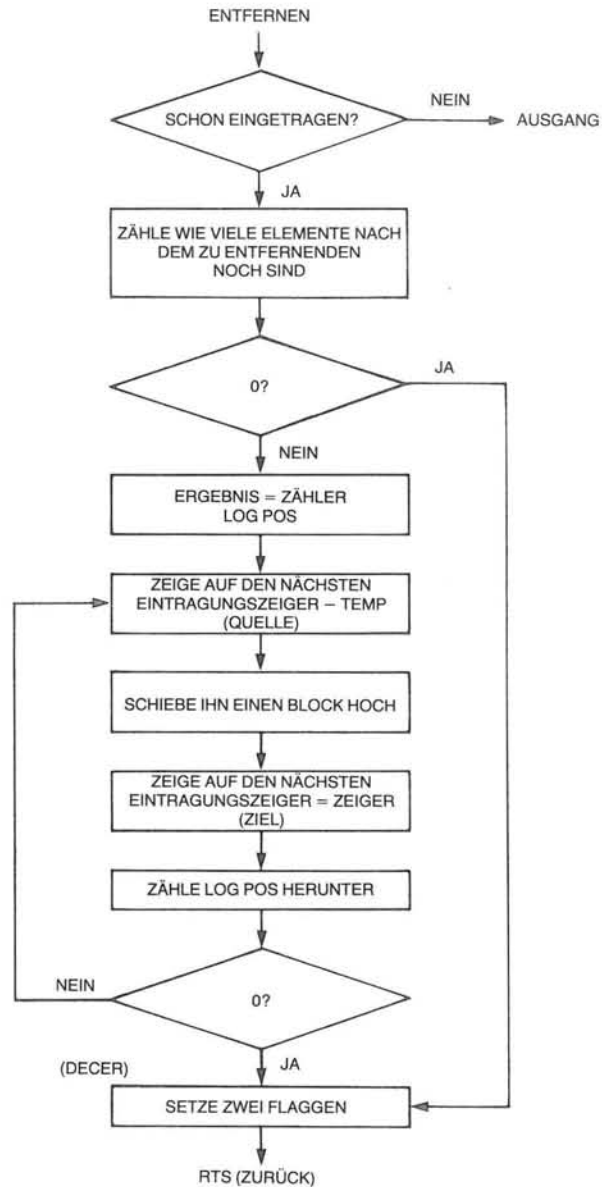 ENTFERNEN
SCHON EINGETRAGEN?
NEIN
AUSGANG
JA
ZÄHLE WIE VIELE ELEMENTE NACH
DEM ZU ENTFERNENDEN
NOCH SIND
0?
JA
NEIN
ERGEBNIS = ZÄHLER
LOG POS
ZEIGE AUF DEN NÄCHSTEN
EINTRAGUNGSZEIGER – TEMP
(QUELLE)
SCHIEBE IHN EINEN BLOCK HOCH
ZEIGE AUF DEN NÄCHSTEN
EINTRAGUNGSZEIGER = ZEIGER
(ZIEL)
ZÄHLE LOG POS HERUNTER
NEIN
0?
(DECER)
JA
SETZE ZWEI FLAGGEN
RTS (ZURÜCK)